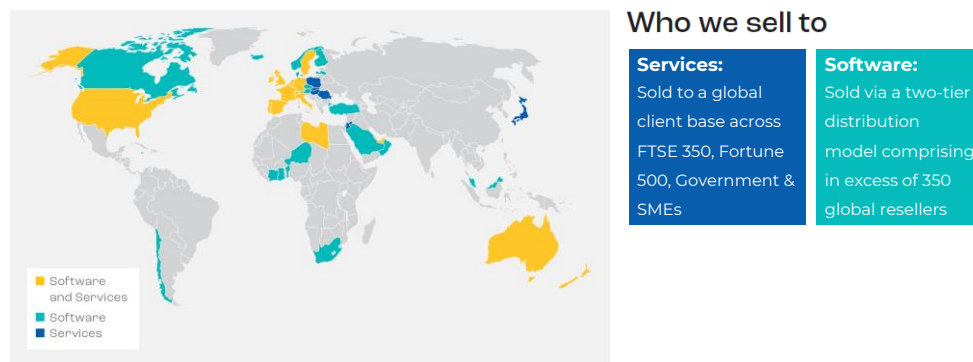 Who we sell to
Services:
Sold to a global
client base across
FTSE 350, Fortune
500, Government &
SMEs
Software:
Sold via a two-tier
distribution
model comprising
in excess of 350
global resellers
Software
and Services
Software
Services